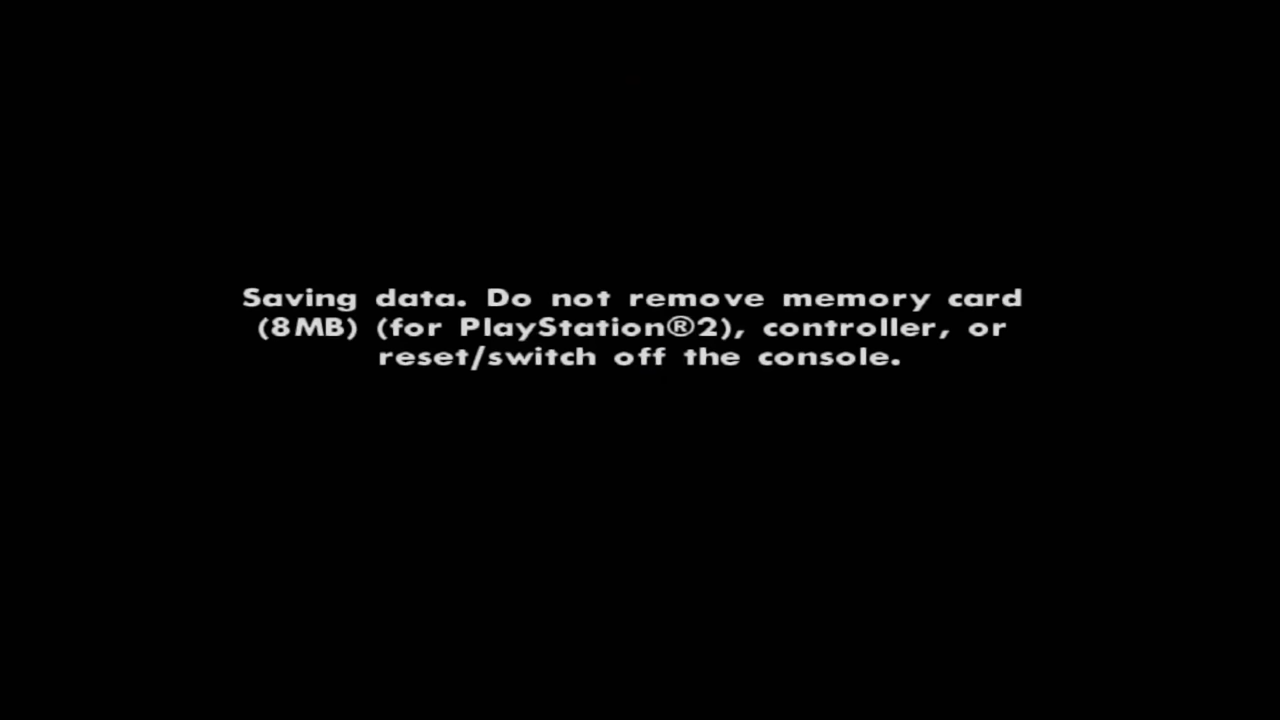 Saving data. Do not remove memory card
(8MB) (for PlayStation®2), controller, or
reset/switch off the console.